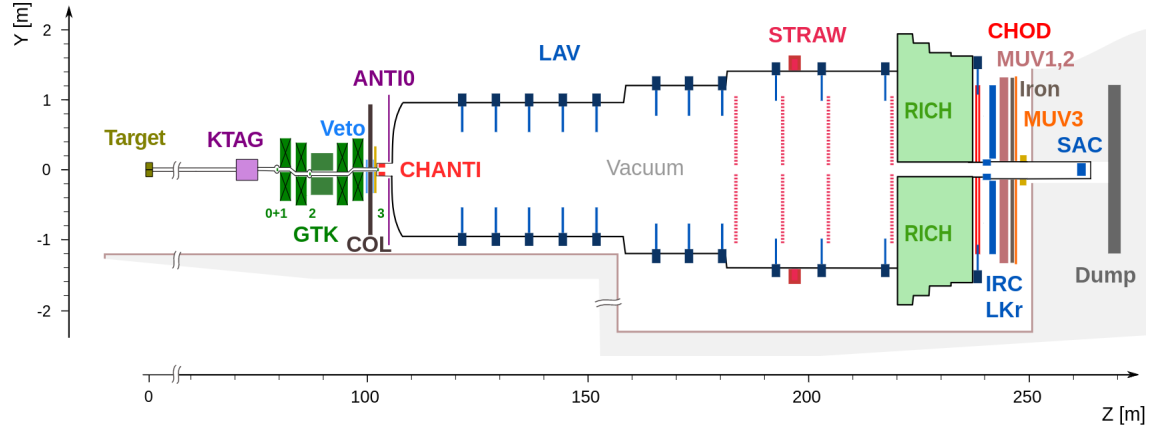 Y [m]
2
1
0
-1
-2
Target
KTAG
0+1
2
3
GTK
Veto
ANTI0
COL
CHANTI
LAV
Vacuum
STRAW
RICH
RICH
CHOD
MUV1,2
Iron
MUV3
SAC
IRC
LKr
Dump
0
100
150
200
250
Z [m]